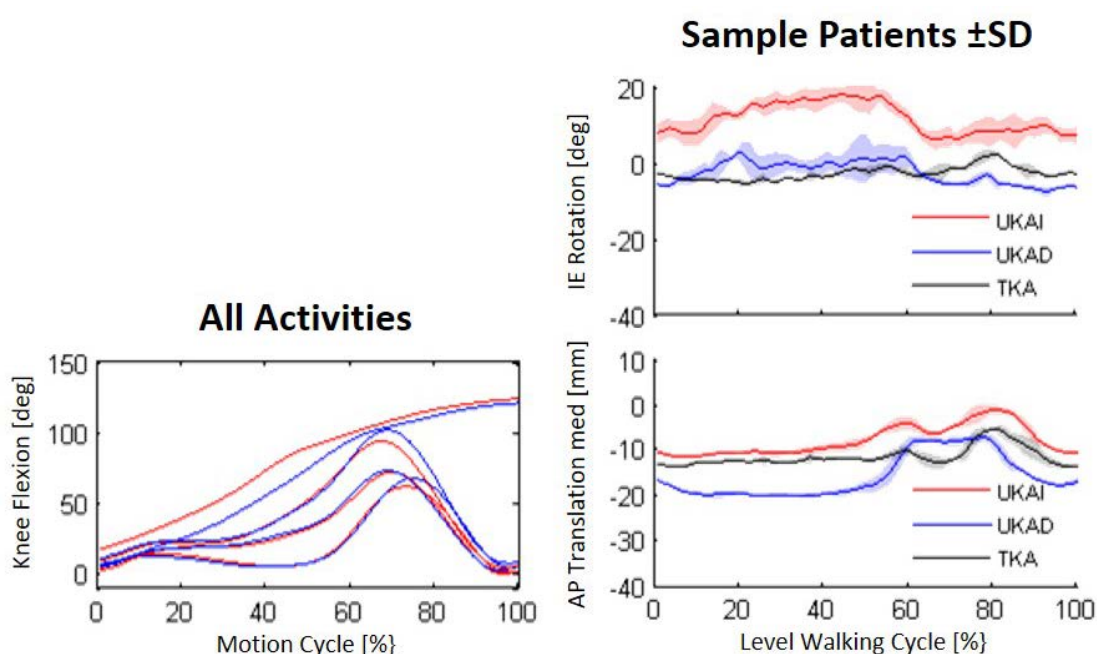 Sample Patients ±SD
20
0
-20
-40
IE Rotation [deg]
UKAI
UKAD
TKA
All Activities
150
100
50
0
Knee Flexion [deg]
0 20 40 60 80 100
Motion Cycle [%}
10
0
-10
-20
-30
-40
AP Translation med [mm]
UKAI
UKAD
TKA
0 20 40 60 80 100
Level Walking Cycle [%}